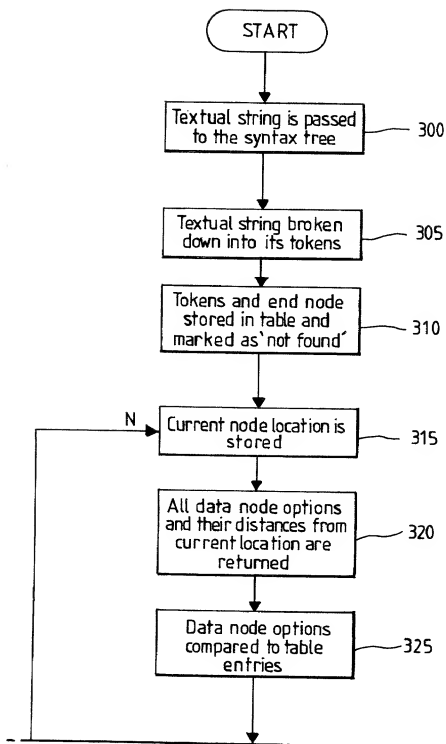 START
Textual string is passed
to the syntax tree
300
Textual string broken
down into its tokens
305
Tokens and end node
stored in table and
marked as 'not found'
310
N
Current node location is
stored
315
All data node options
and their distances from
current location are
returned
320
Data node options
compared to table
entries
325